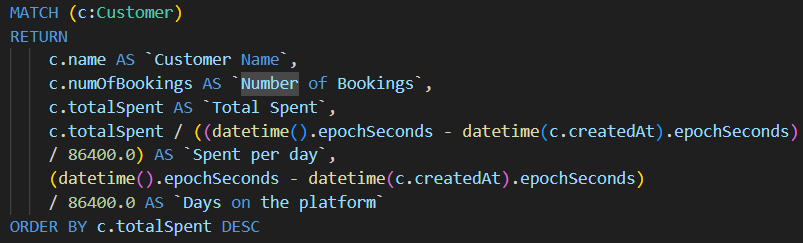 MATCH (c:Customer)
RETURN
c.name AS `Customer Name`,
c.numOfBookings AS `Number of Bookings`,
c.totalSpent AS `Total Spent`,
c.totalSpent / ((datetime().epochSeconds - datetime(c.createdAt).epochSeconds)
/ 86400.0) AS `Spent per day`,
(datetime().epochSeconds - datetime(c.createdAt).epochSeconds)
/ 86400.0 AS `Days on the platform`
ORDER BY c.totalSpent DESC